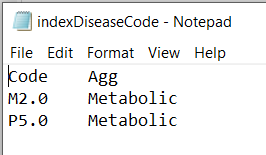 indexDiseaseCode - Notepad
File Edit Format View Help
Code Agg
M2.0 Metabolic
P5.0 Metabolic